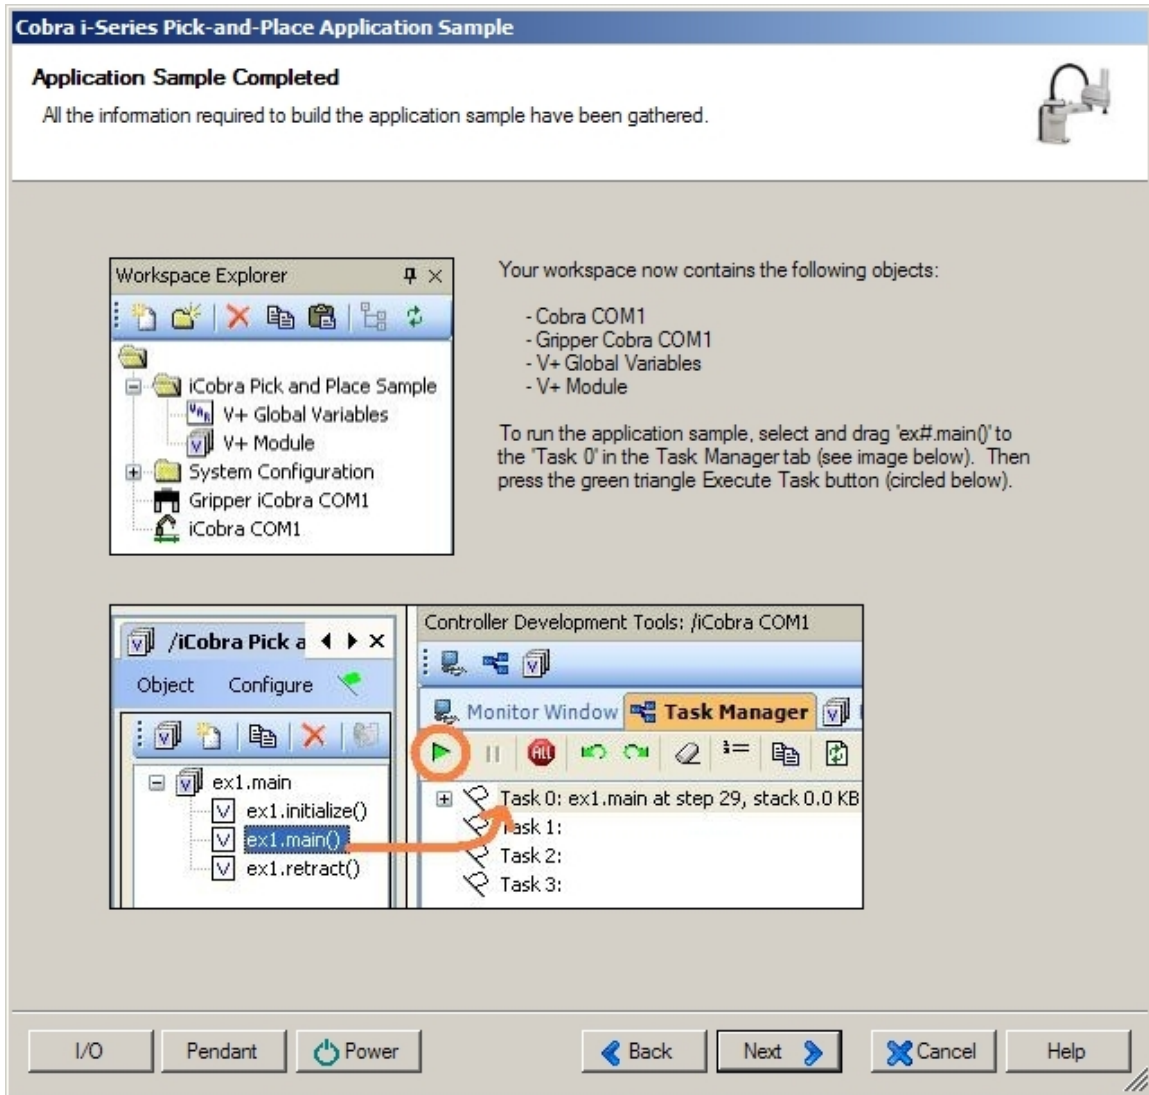 Cobra i-Series Pick-and-Place Application Sample
Application Sample Completed
All the information required to build the application sample have been gathered.
Workspace Explorer
iCobra Pick and Place Sample
V+ Global Variables
V+ Module
System Configuration
Gripper iCobra COM1
iCobra COM1
Your workspace now contains the following objects:
- Cobra COM1
- Gripper Cobra COM1
- V+ Global Variables
- V+ Module
To run the application sample, select and drag 'ex#.main()' to
the 'Task 0' in the Task Manager tab (see image below). Then
press the green triangle Execute Task button (circled below).
/iCobra Pick a
Object Configure
ex1.main
ex1.initialize()
ex1.main()
ex1.retract()
Controller Development Tools: /iCobra COM1
Monitor Window Task Manager
ALL
Task 0: ex1.main at step 29, stack 0.0 KB
Task 1:
Task 2:
Task 3:
I/O Pendant Power Back Next Cancel Help